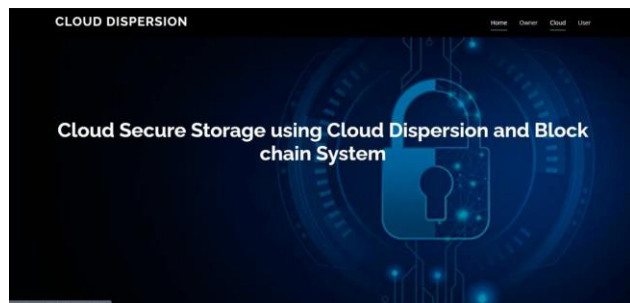 CLOUD DISPERSION
Home Owner Cloud User
Cloud Secure Storage using Cloud Dispersion and Block
chain System